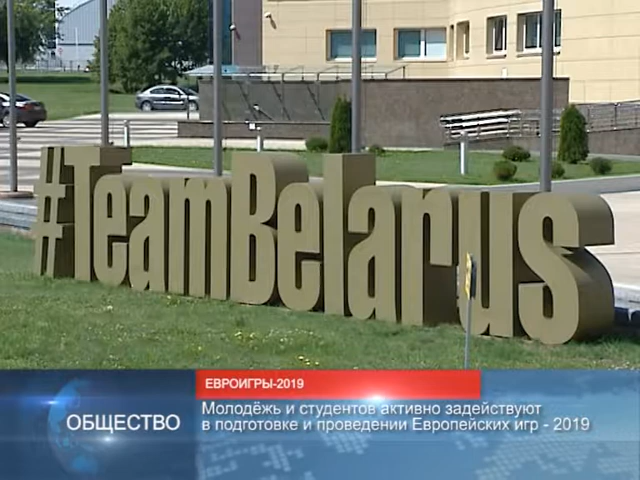 #TeamBelarus
ЕВРОИГРЫ-2019
ОБЩЕСТВО
Молодёжь и студентов активно задействуют
в подготовке и проведении Европейских игр - 2019